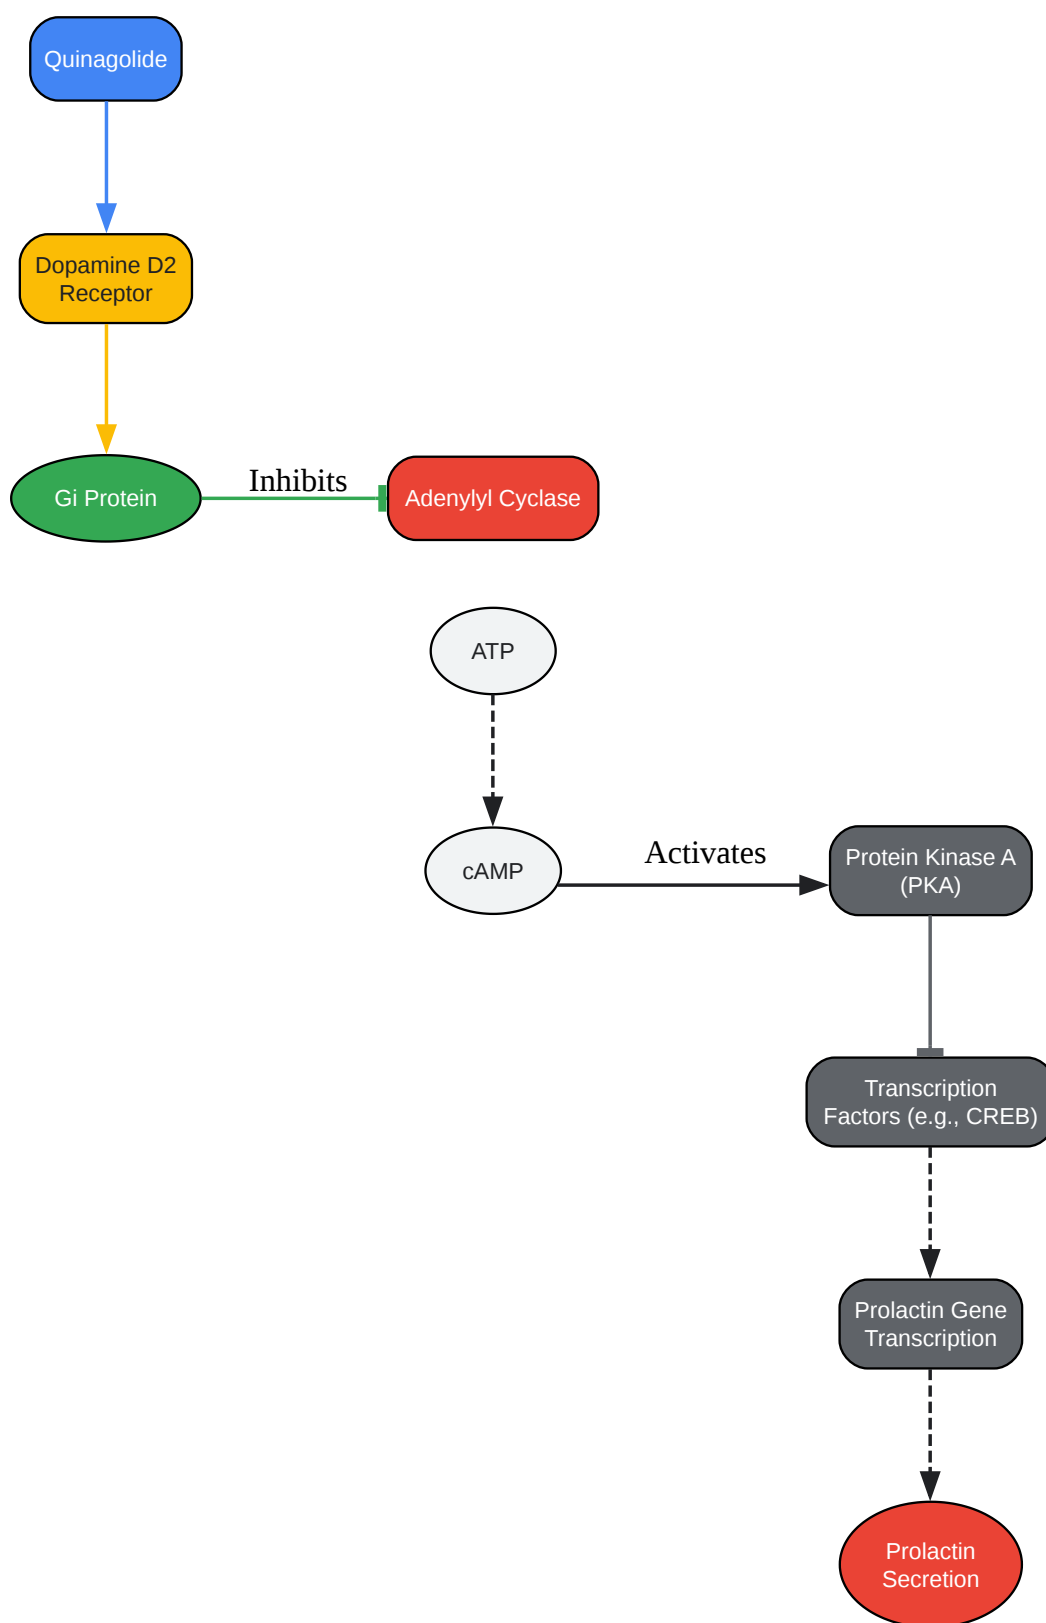 Quinagolide
Dopamine D2
Receptor
Gi Protein
Inhibits
Adenylyl Cyclase
ATP
cAMP
Activates
Protein Kinase A
(PKA)
Transcription
Factors (e.g., CREB)
Prolactin Gene
Transcription
Prolactin
Secretion